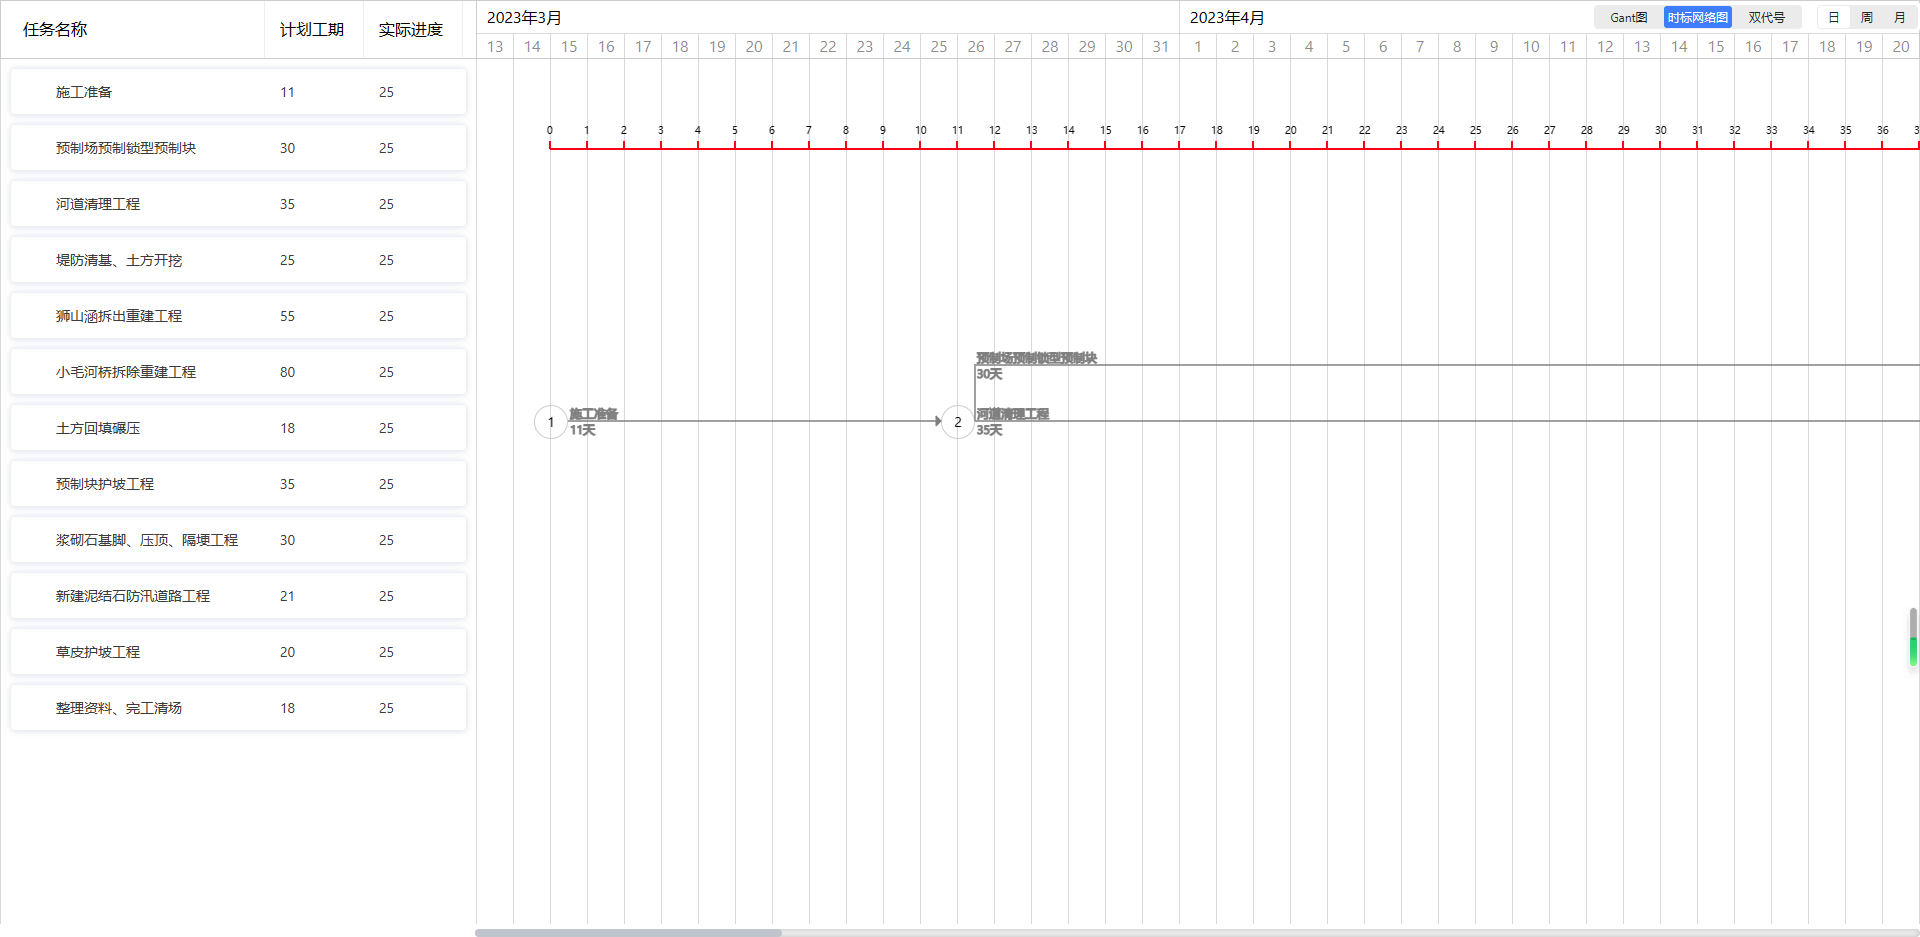 任务名称 计划工期 实际进度
2023年3月 2023年4月 Gant图 时标网络图 双代号 日 周 月
13 14 15 16 17 18 19 20 21 22 23 24 25 26 27 28 29 30 31 1 2 3 4 5 6 7 8 9 10 11 12 13 14 15 16 17 18 19 20
施工准备 11 25
预制场预制锁型预制块 30 25
河道清理工程 35 25
堤防清基、土方开挖 25 25
狮山涵拆出重建工程 55 25
小毛河桥拆除重建工程 80 25
土方回填碾压 18 25
预制块护坡工程 35 25
浆砌石基脚、压顶、隔埂工程 30 25
新建泥结石防汛道路工程 21 25
草皮护坡工程 20 25
整理资料、完工清场 18 25
0 1 2 3 4 5 6 7 8 9 10 11 12 13 14 15 16 17 18 19 20 21 22 23 24 25 26 27 28 29 30 31 32 33 34 35 36
预制场预制锁型预制块
30天
1 施工准备
11天
2 河道清理工程
35天